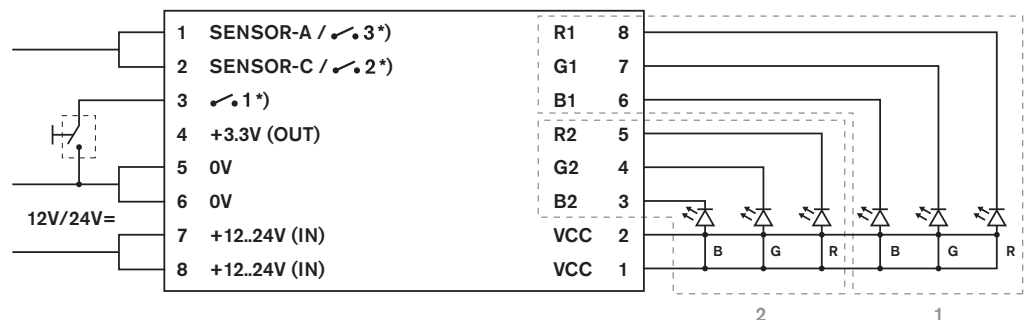 1 SENSOR-A / 3*) R1 8
2 SENSOR-C / 2*) G1 7
3 1*) B1 6
4 +3.3V (OUT) R2 5
5 0V G2 4
6 0V B2 3
12V/24V=
7 +12..24V (IN) VCC 2
B G R B G R
8 +12..24V (IN) VCC 1
2 1